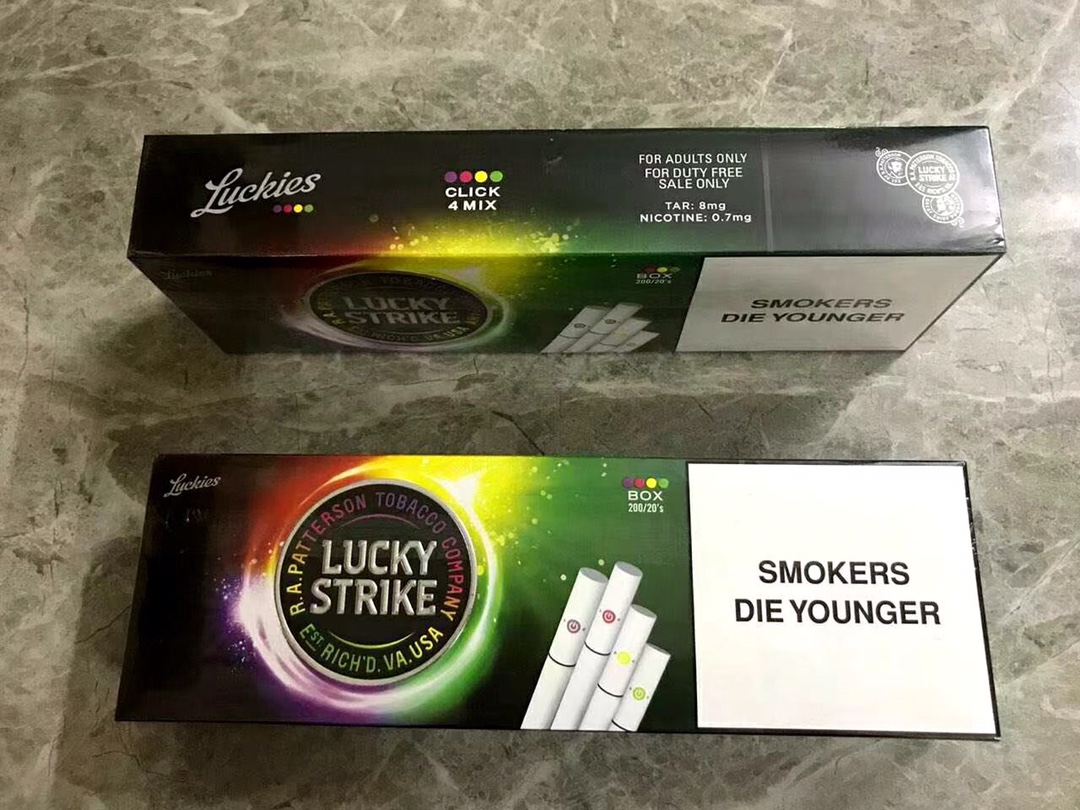 Luckies
CLICK
4 MIX
FOR ADULTS ONLY
FOR DUTY FREE
SALE ONLY
TAR: 8mg
NICOTINE: 0.7mg
LUCKY
STRIKE
Luckies
LUCKY
STRIKE
BOX
200/20's
SMOKERS
DIE YOUNGER
Luckies
R.A.PATTERSON TOBACCO COMPANY
LUCKY
STRIKE
EST. RICH'D. VA. USA
BOX
200/20's
SMOKERS
DIE YOUNGER